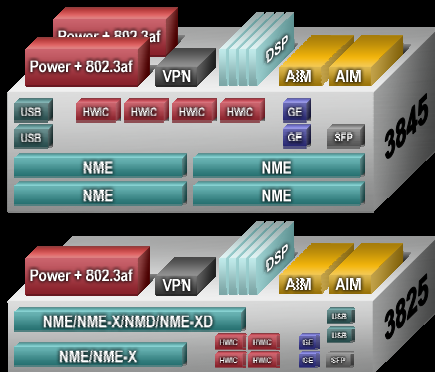 Power + 802.3af
Power + 802.3af
VPN
DSP
AIM
AIM
3845
USB
HWIC
HWIC
HWIC
HWIC
GE
USB
GE
SFP
NME
NME
NME
NME
Power + 802.3af
VPN
DSP
AIM
AIM
3825
NME/NME-X/NMD/NME-XD
USB
USB
NME/NME-X
HWIC
HWIC
GE
HWIC
HWIC
GE
SFP